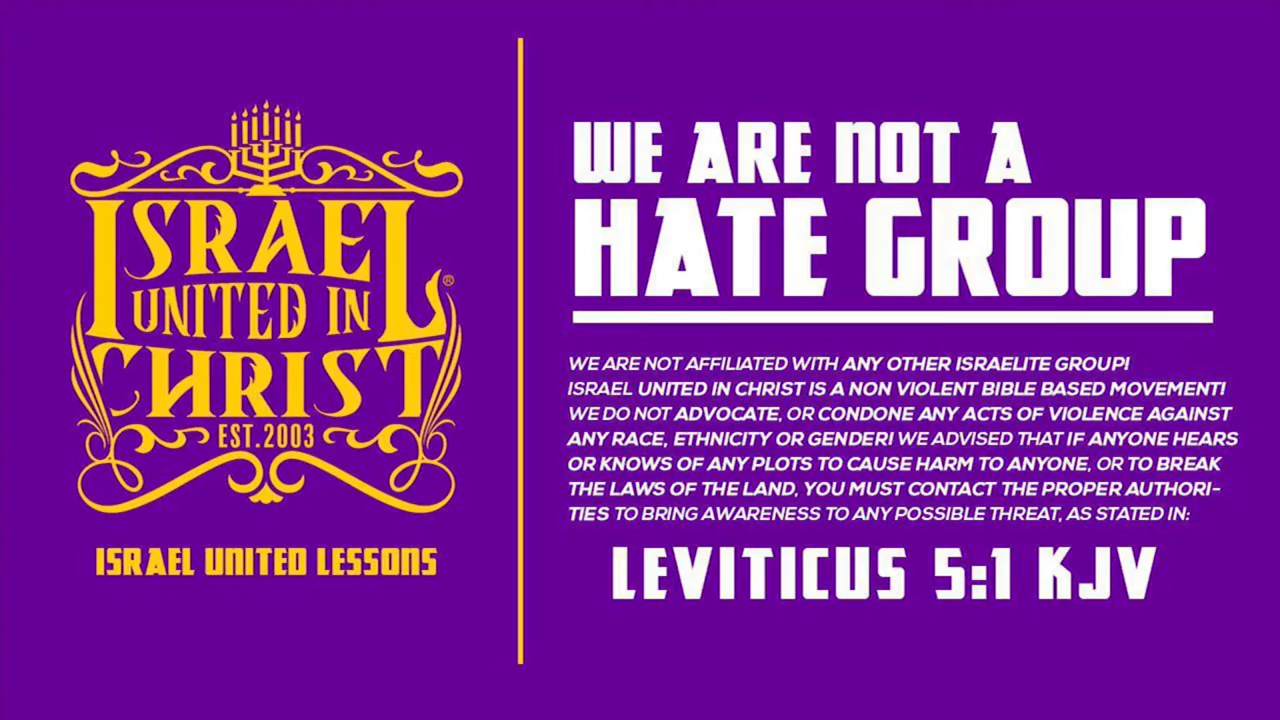 ISRAEL
UNITED IN
CHRIST
®
EST. 2003
ISRAEL UNITED LESSONS
WE ARE NOT A
HATE GROUP
WE ARE NOT AFFILIATED WITH ANY OTHER ISRAELITE GROUP!
ISRAEL UNITED IN CHRIST IS A NON VIOLENT BIBLE BASED MOVEMENT!
WE DO NOT ADVOCATE, OR CONDONE ANY ACTS OF VIOLENCE AGAINST
ANY RACE, ETHNICITY OR GENDER! WE ADVISED THAT IF ANYONE HEARS
OR KNOWS OF ANY PLOTS TO CAUSE HARM TO ANYONE, OR TO BREAK
THE LAWS OF THE LAND, YOU MUST CONTACT THE PROPER AUTHORI-
TIES TO BRING AWARENESS TO ANY POSSIBLE THREAT, AS STATED IN:
LEVITICUS 5:1 KJV